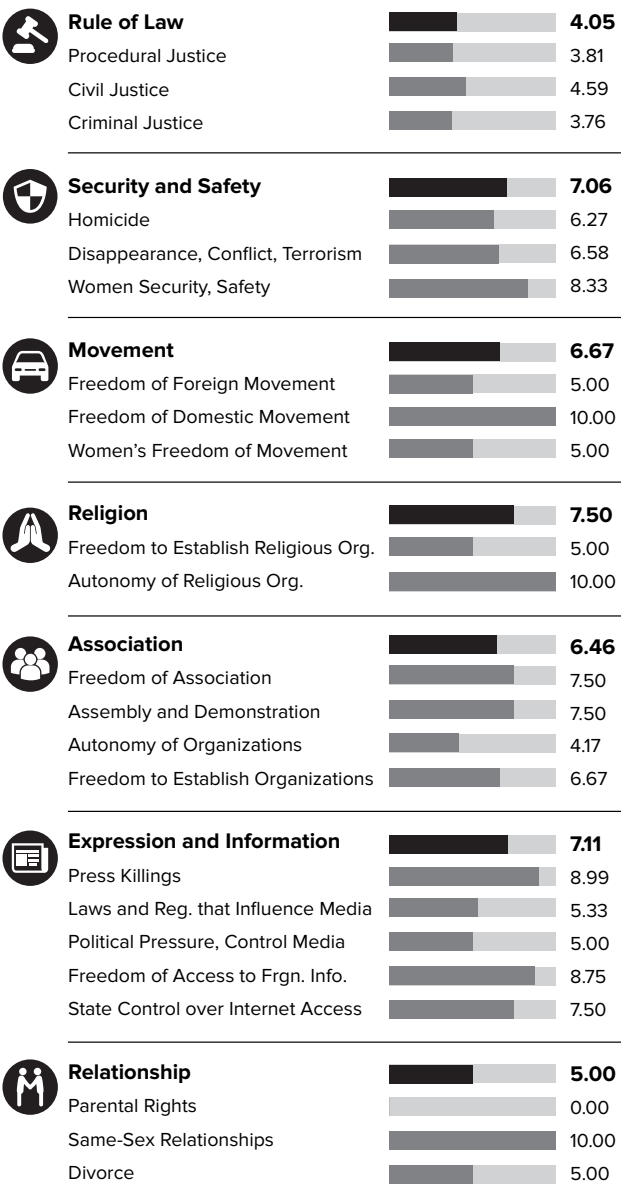 Rule of Law 4.05
Procedural Justice 3.81
Civil Justice 4.59
Criminal Justice 3.76
Security and Safety 7.06
Homicide 6.27
Disappearance, Conflict, Terrorism 6.58
Women Security, Safety 8.33
Movement 6.67
Freedom of Foreign Movement 5.00
Freedom of Domestic Movement 10.00
Women’s Freedom of Movement 5.00
Religion 7.50
Freedom to Establish Religious Org. 5.00
Autonomy of Religious Org. 10.00
Association 6.46
Freedom of Association 7.50
Assembly and Demonstration 7.50
Autonomy of Organizations 4.17
Freedom to Establish Organizations 6.67
Expression and Information 7.11
Press Killings 8.99
Laws and Reg. that Influence Media 5.33
Political Pressure, Control Media 5.00
Freedom of Access to Frgn. Info. 8.75
State Control over Internet Access 7.50
Relationship 5.00
Parental Rights 0.00
Same-Sex Relationships 10.00
Divorce 5.00